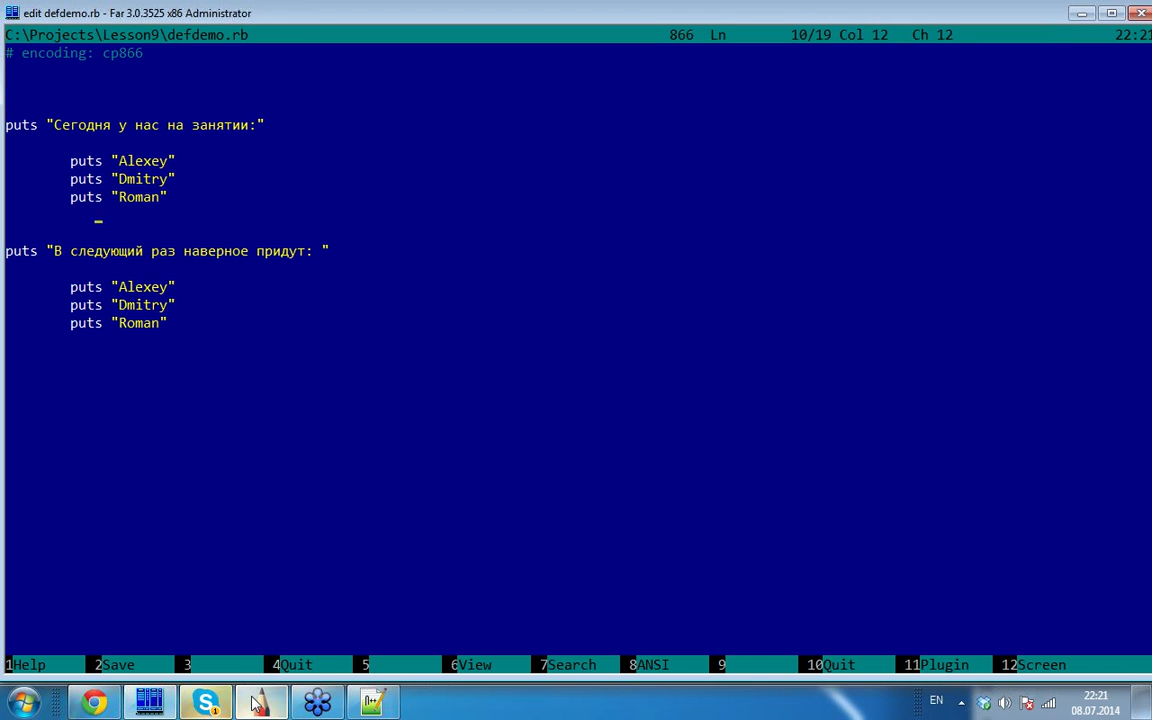 edit defdemo.rb - Far 3.0.3525 x86 Administrator
C:\Projects\Lesson9\defdemo.rb 866 Ln 10/19 Col 12 Ch 12 22:21
# encoding: cp866
puts "Сегодня у нас на занятии:"
puts "Alexey"
puts "Dmitry"
puts "Roman"
puts "В следующий раз наверное придут: "
puts "Alexey"
puts "Dmitry"
puts "Roman"
1Help 2Save 3 4Quit 5 6View 7Search 8ANSI 9 10Quit 11Plugin 12Screen
EN 22:21
08.07.2014